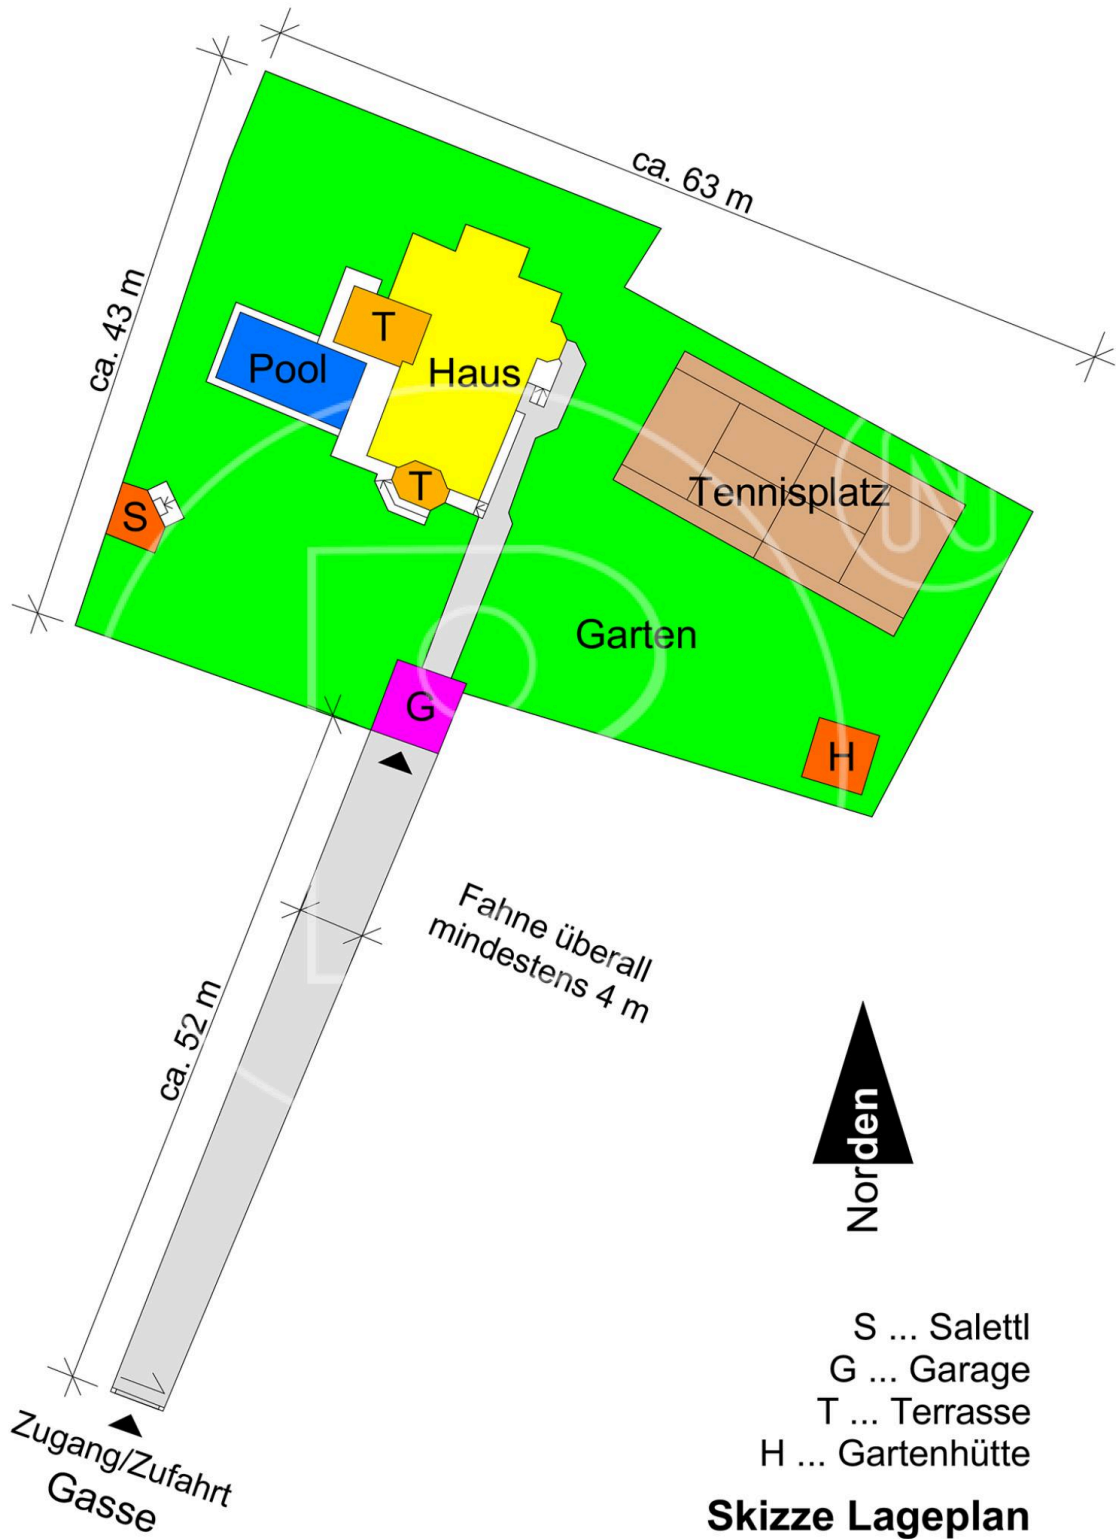 ca. 63 m
ca. 43 m
T
Pool
Haus
T
Tennisplatz
S
Garten
G
H
Fahne überall
mindestens 4 m
ca. 52 m
Norden
Zugang/Zufahrt
Gasse
S ... Salettl
G ... Garage
T ... Terrasse
H ... Gartenhütte
Skizze Lageplan